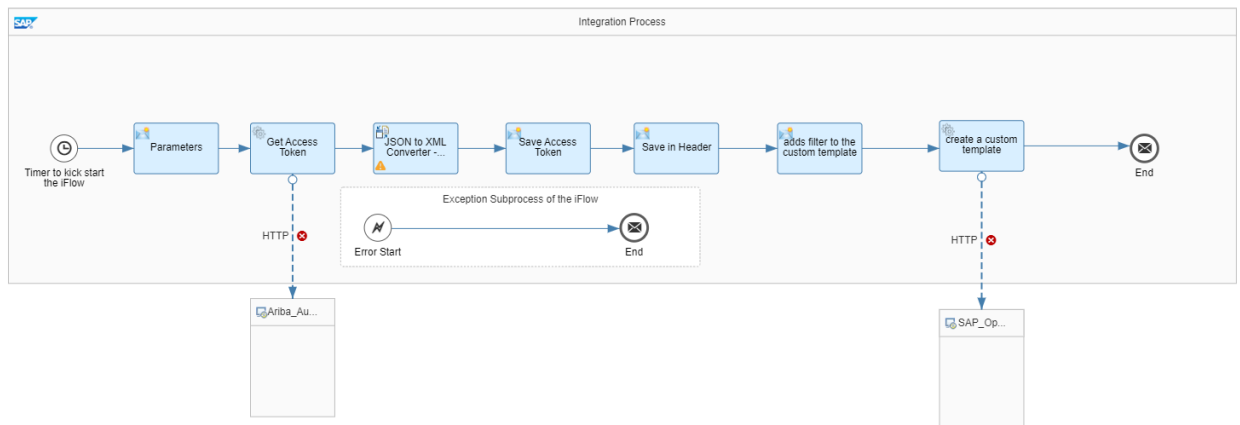 SAP
Integration Process
Timer to kick start
the iFlow
Parameters
Get Access
Token
JSON to XML
Converter -...
Save Access
Token
Save in Header
adds filter to the
custom template
create a custom
template
End
Exception Subprocess of the iFlow
Error Start
End
HTTP
HTTP
Ariba_Au...
SAP_Op...